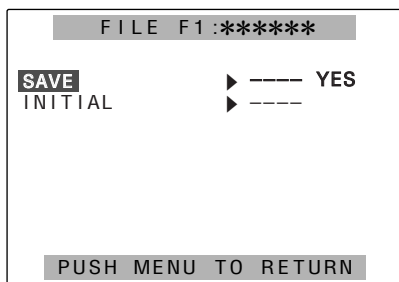 FILE F1:******
SAVE ▶ ---- YES
INITIAL ▶ ----
PUSH MENU TO RETURN